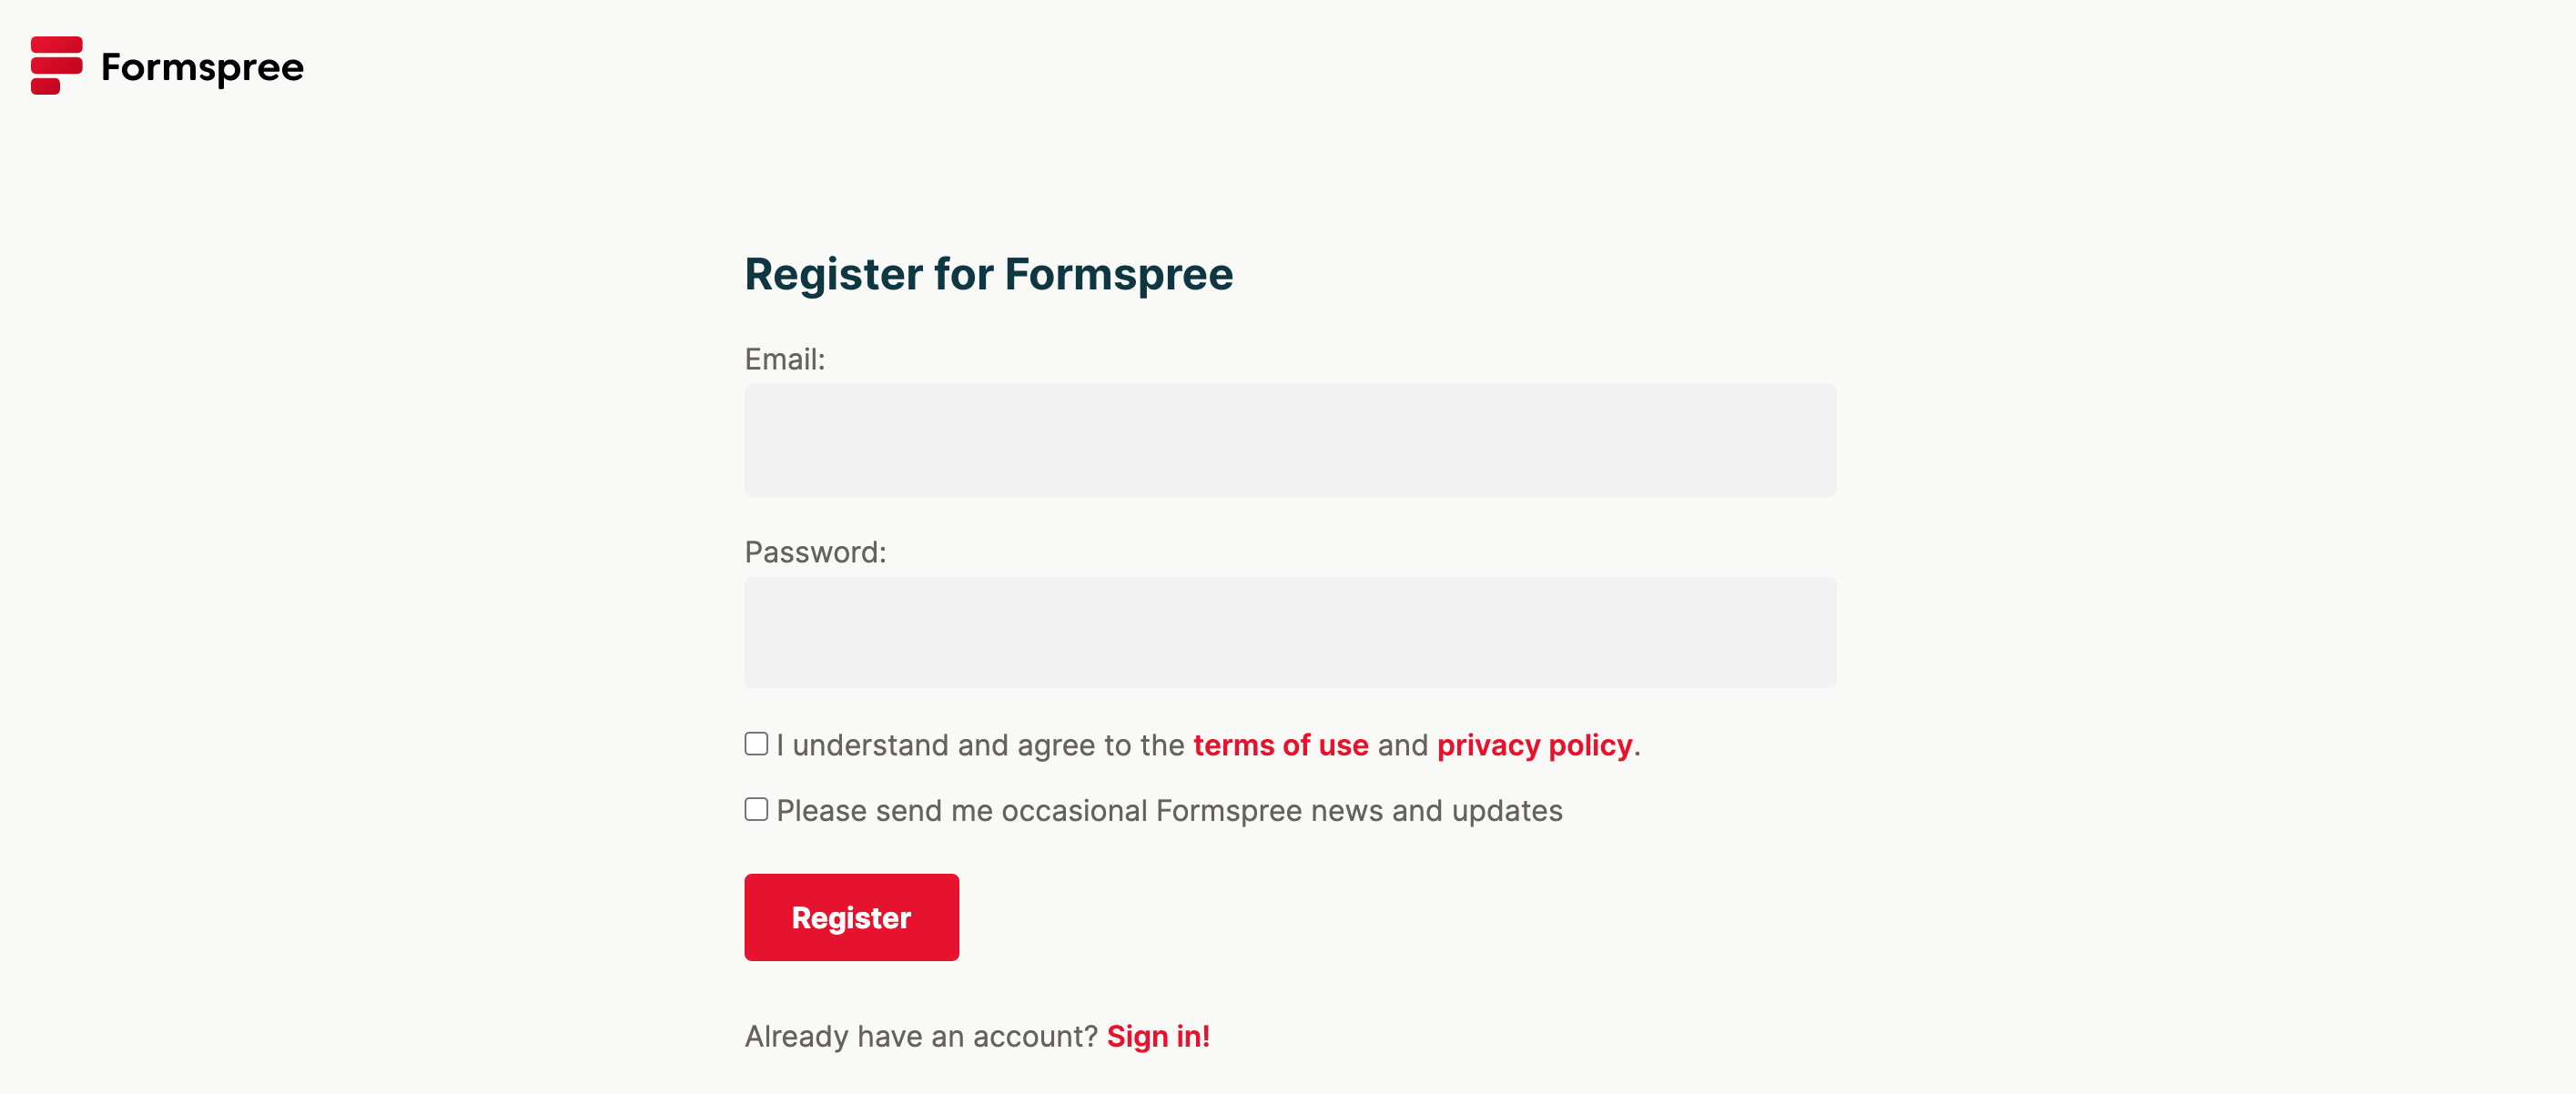 Formspree
Register for Formspree
Email:
Password:
I understand and agree to the terms of use and privacy policy.
Please send me occasional Formspree news and updates
Register
Already have an account? Sign in!